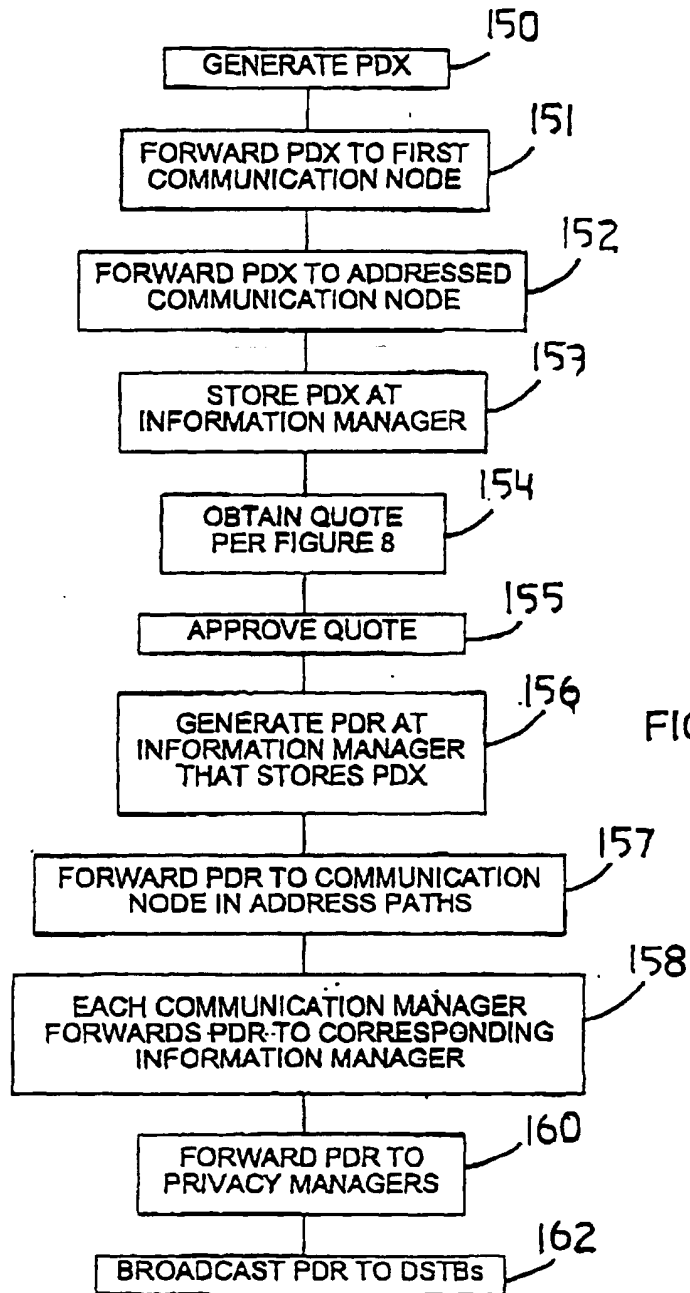 150
GENERATE PDX
151
FORWARD PDX TO FIRST
COMMUNICATION NODE
152
FORWARD PDX TO ADDRESSED
COMMUNICATION NODE
153
STORE PDX AT
INFORMATION MANAGER
154
OBTAIN QUOTE
PER FIGURE 8
155
APPROVE QUOTE
156
GENERATE PDR AT
INFORMATION MANAGER
THAT STORES PDX
FIG
157
FORWARD PDR TO COMMUNICATION
NODE IN ADDRESS PATHS
158
EACH COMMUNICATION MANAGER
FORWARDS PDR TO CORRESPONDING
INFORMATION MANAGER
160
FORWARD PDR TO
PRIVACY MANAGERS
162
BROADCAST PDR TO DSTBs